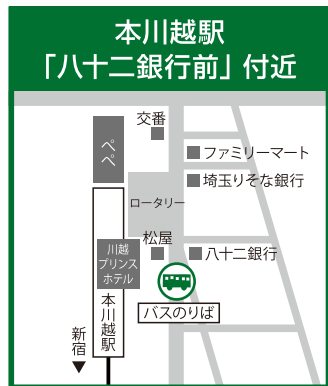 本川越駅
「八十二銀行前」付近
交番
ペペ
ファミリーマート
埼玉りそな銀行
ロータリー
松屋
川越
プリンス
ホテル
八十二銀行
本川越駅
バスのりば
新宿